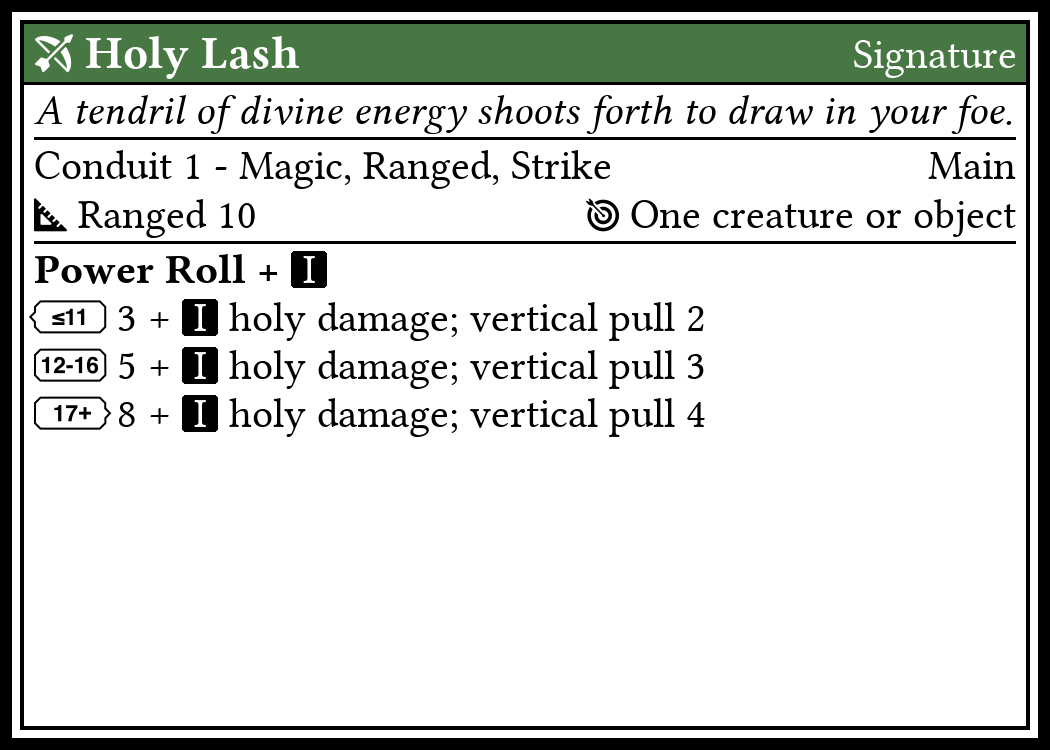 Holy Lash Signature
A tendril of divine energy shoots forth to draw in your foe.
Conduit 1 - Magic, Ranged, Strike Main
Ranged 10 One creature or object
Power Roll + I
≤11 3 + I holy damage; vertical pull 2
12-16 5 + I holy damage; vertical pull 3
17+ 8 + I holy damage; vertical pull 4